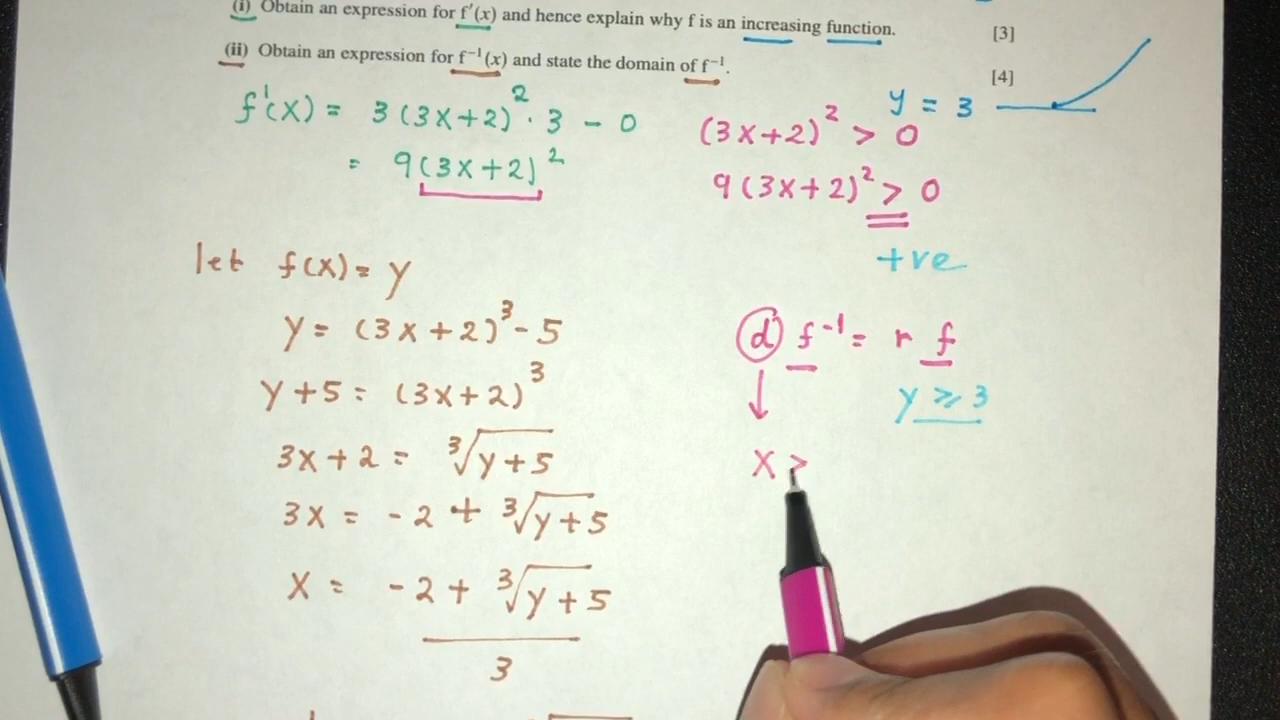 (i) Obtain an expression for f′(x) and hence explain why f is an increasing function. [3]
(ii) Obtain an expression for f⁻¹(x) and state the domain of f⁻¹. [4]
f'(x) = 3(3x+2)² · 3 - 0
= 9(3x+2)²
y = 3
(3x+2)² > 0
9(3x+2)² > 0
+ve
let f(x) = y
y = (3x+2)³ - 5
y+5 = (3x+2)³
3x+2 = ³√(y+5)
3x = -2 + ³√(y+5)
x = -2 + ³√(y+5)
3
d f⁻¹ = r f
y ⩾ 3
x >